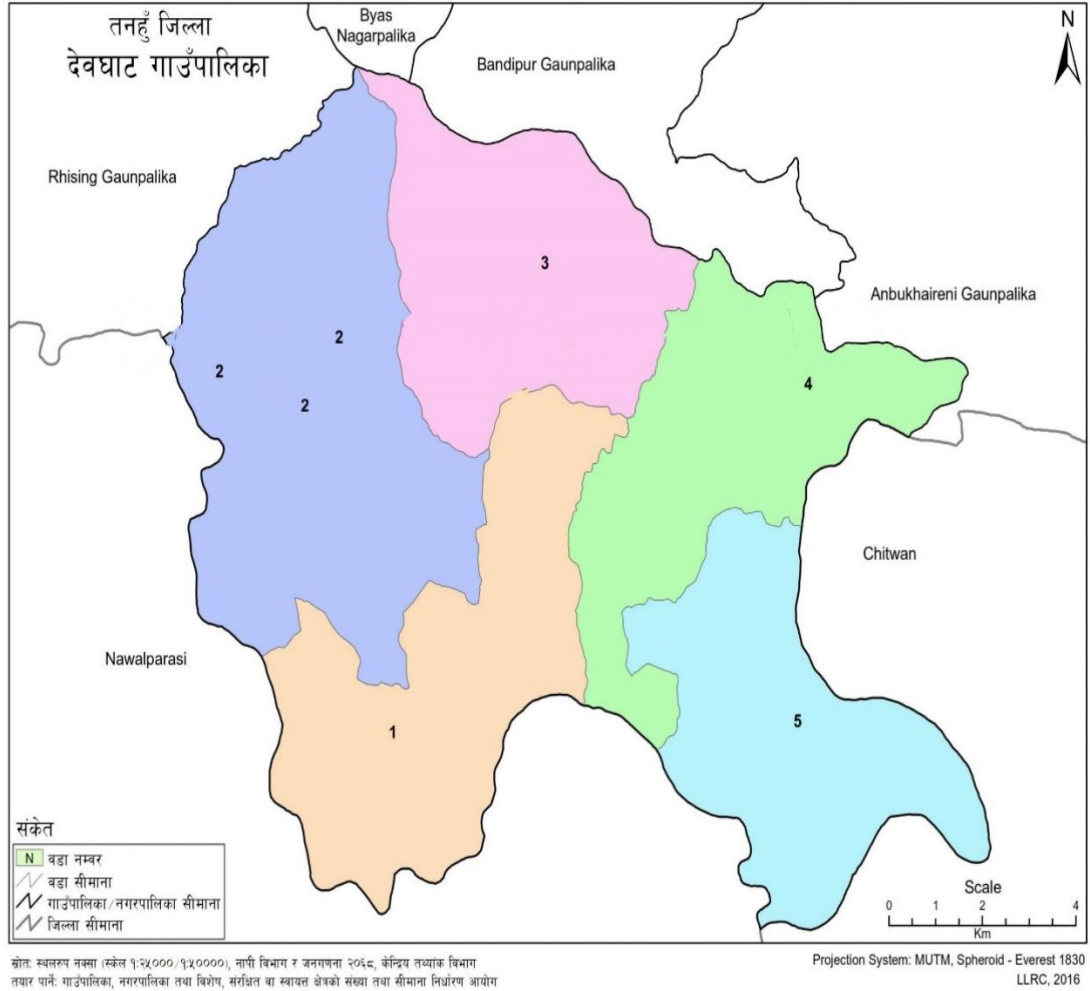 तनहुँ जिल्ला
देवघाट गाउँपालिका
Byas
Nagarpalika
Bandipur Gaunpalika
N
Rhising Gaunpalika
3
Anbukhaireni Gaunpalika
2
2
2
4
Chitwan
Nawalparasi
1
5
संकेत
N वडा नम्बर
वडा सीमाना
गाउँपालिका/नगरपालिका सीमाना
जिल्ला सीमाना
Scale
0 1 2 4
Km
स्रोत: स्थलरुप नक्सा (स्केल १:२५०००/१:५००००), नापी विभाग र जनगणना २०६८, केन्द्रिय तथ्यांक विभाग
तयार पार्ने: गाउँपालिका, नगरपालिका तथा विशेष, संरक्षित वा स्वायत्त क्षेत्रको संख्या तथा सीमाना निर्धारण आयोग
Projection System: MUTM, Spheroid - Everest 1830
LLRC, 2016